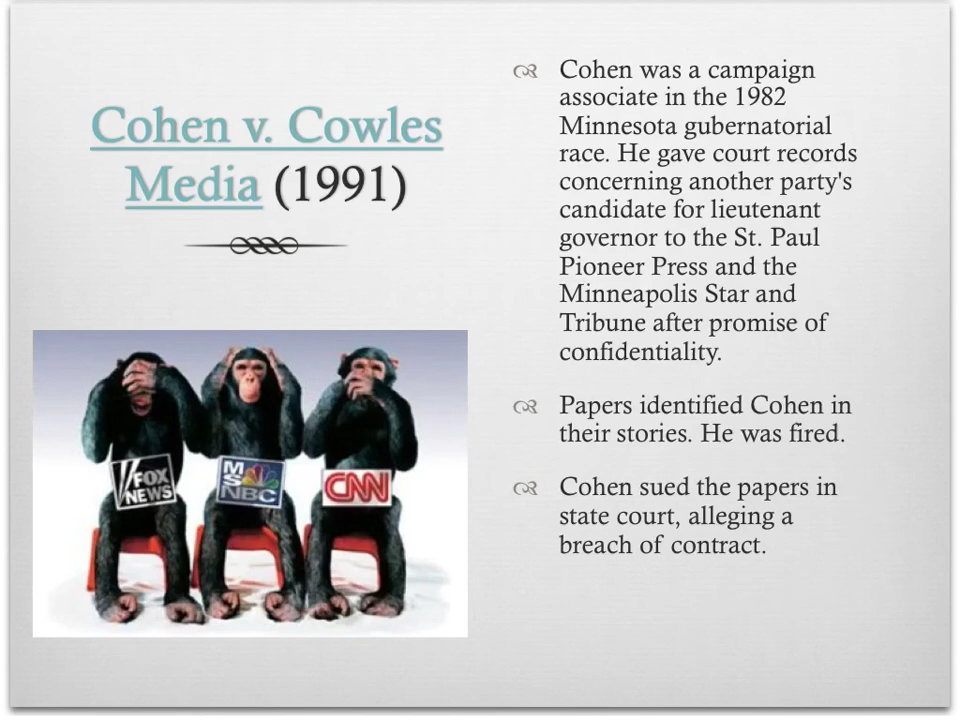 Cohen v. Cowles
Media (1991)
FOX
NEWS
MS
NBC
CNN
Cohen was a campaign
associate in the 1982
Minnesota gubernatorial
race. He gave court records
concerning another party's
candidate for lieutenant
governor to the St. Paul
Pioneer Press and the
Minneapolis Star and
Tribune after promise of
confidentiality.
Papers identified Cohen in
their stories. He was fired.
Cohen sued the papers in
state court, alleging a
breach of contract.